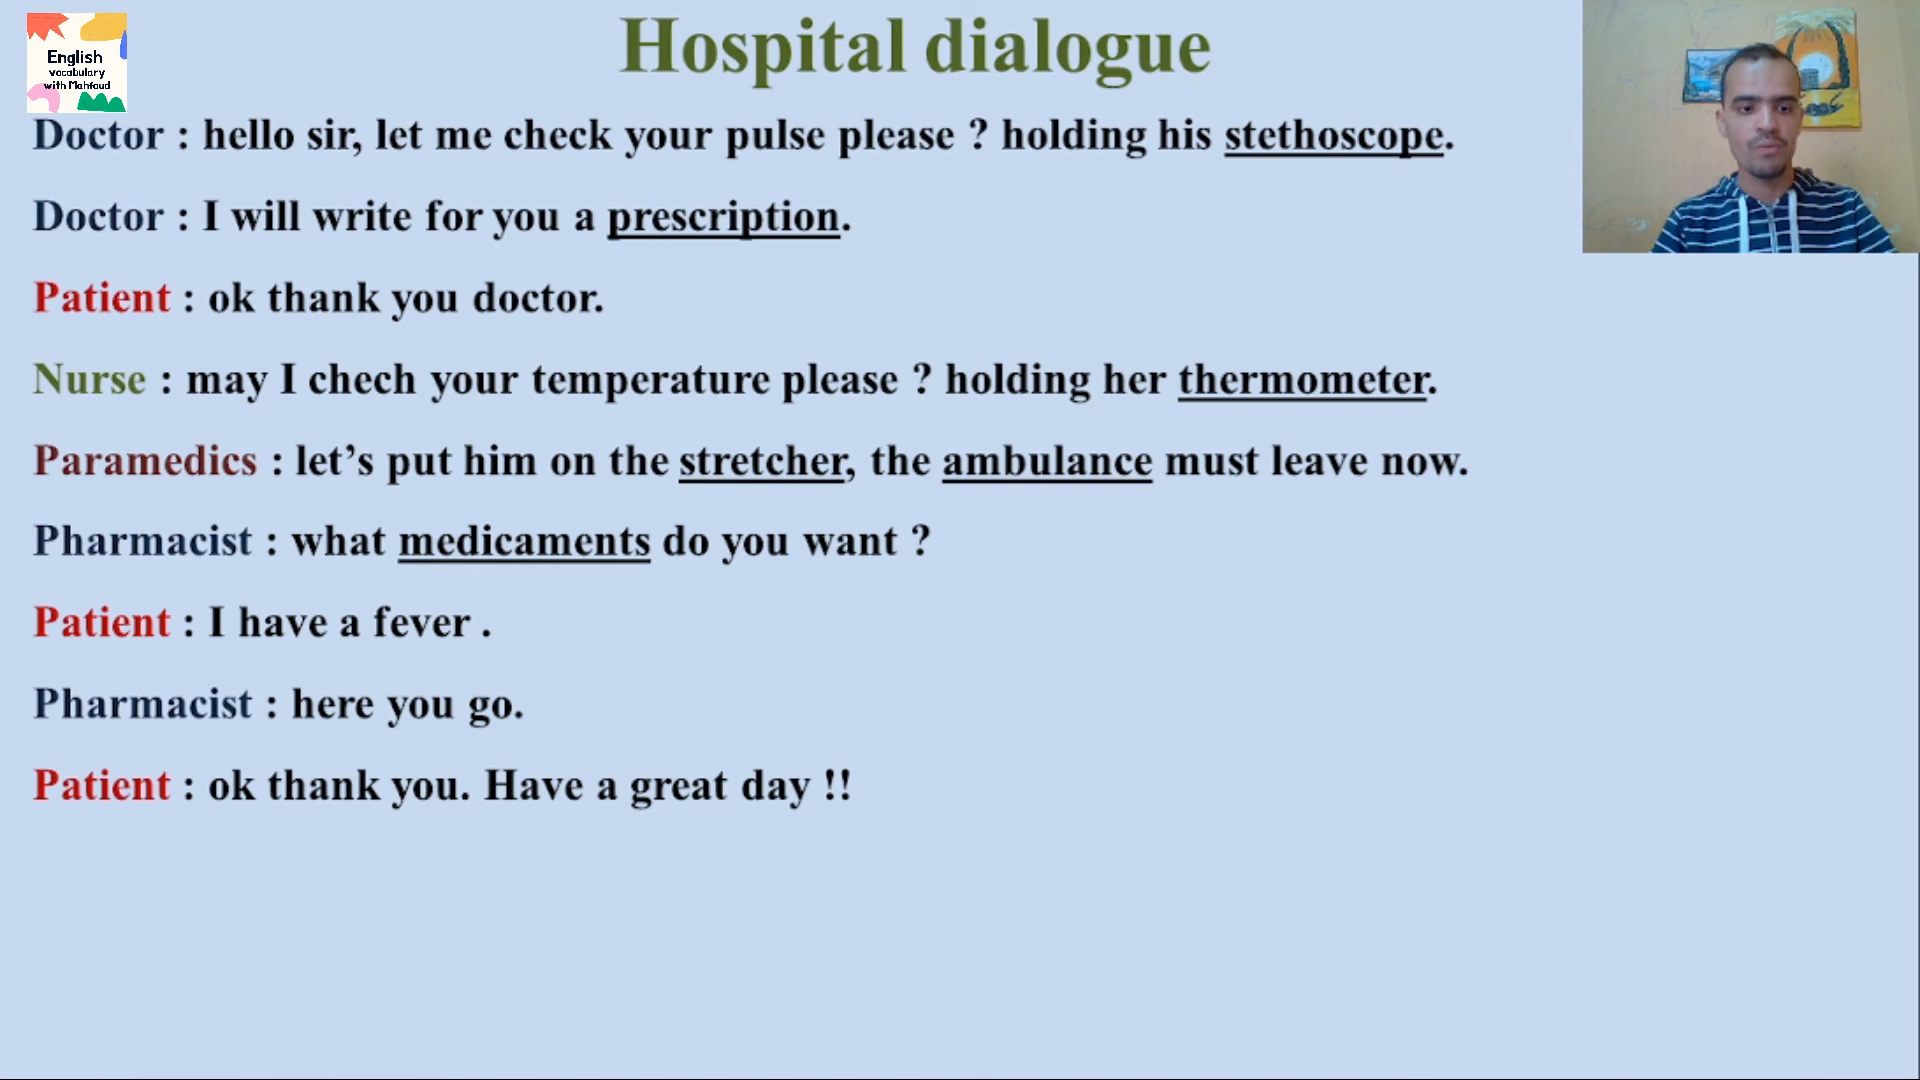 English
vocabulary
with Mahfoud
Hospital dialogue
Doctor : hello sir, let me check your pulse please ? holding his stethoscope.
Doctor : I will write for you a prescription.
Patient : ok thank you doctor.
Nurse : may I chech your temperature please ? holding her thermometer.
Paramedics : let’s put him on the stretcher, the ambulance must leave now.
Pharmacist : what medicaments do you want ?
Patient : I have a fever .
Pharmacist : here you go.
Patient : ok thank you. Have a great day !!